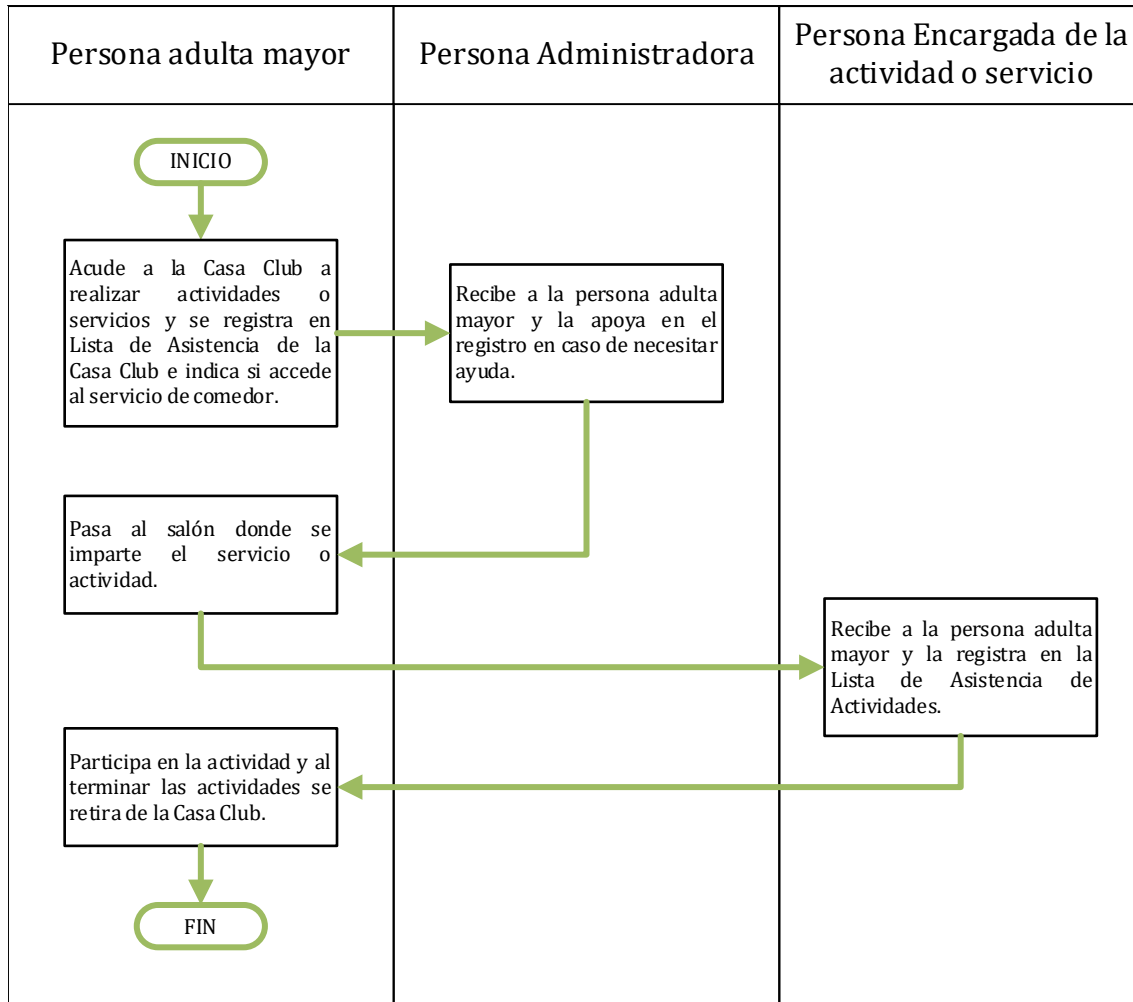 Persona adulta mayor
Persona Administradora
Persona Encargada de la
actividad o servicio
INICIO
Acude a la Casa Club a
realizar actividades o
servicios y se registra en
Lista de Asistencia de la
Casa Club e indica si accede
al servicio de comedor.
Recibe a la persona adulta
mayor y la apoya en el
registro en caso de necesitar
ayuda.
Pasa al salón donde se
imparte el servicio o
actividad.
Recibe a la persona adulta
mayor y la registra en la
Lista de Asistencia de
Actividades.
Participa en la actividad y al
terminar las actividades se
retira de la Casa Club.
FIN